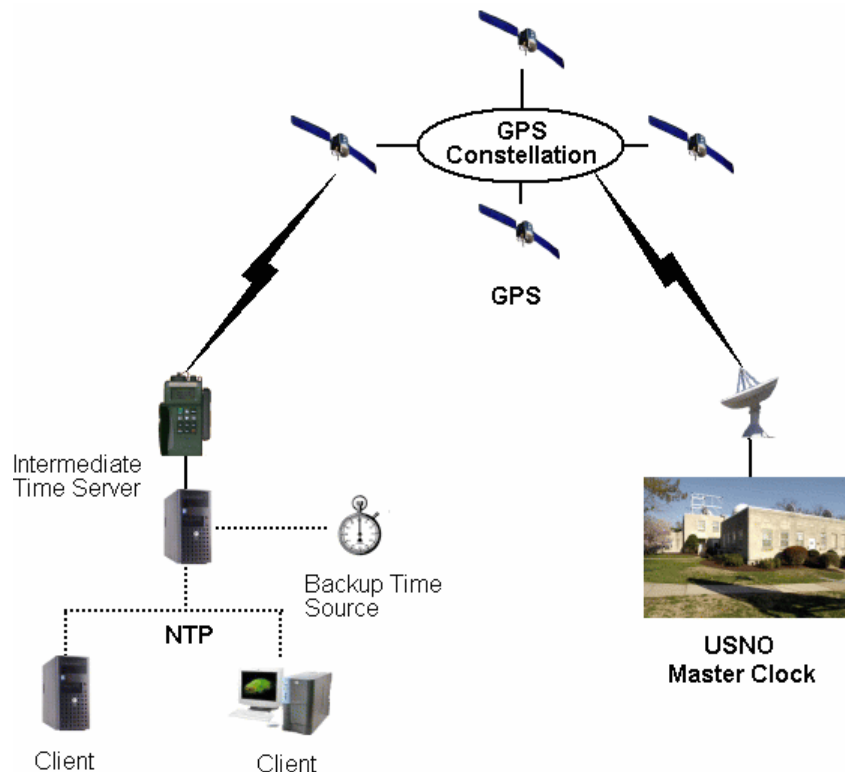 GPS
Constellation
GPS
Intermediate
Time Server
Backup Time
Source
NTP
USNO
Master Clock
Client
Client